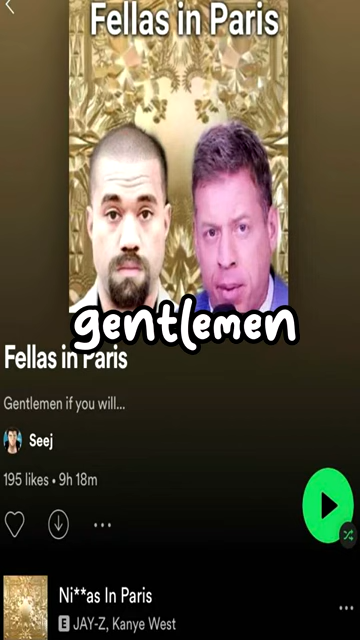 Fellas in Paris
gentlemen
Fellas in Paris
Gentlemen if you will...
Seej
195 likes • 9h 18m
Ni**as In Paris
E JAY-Z, Kanye West